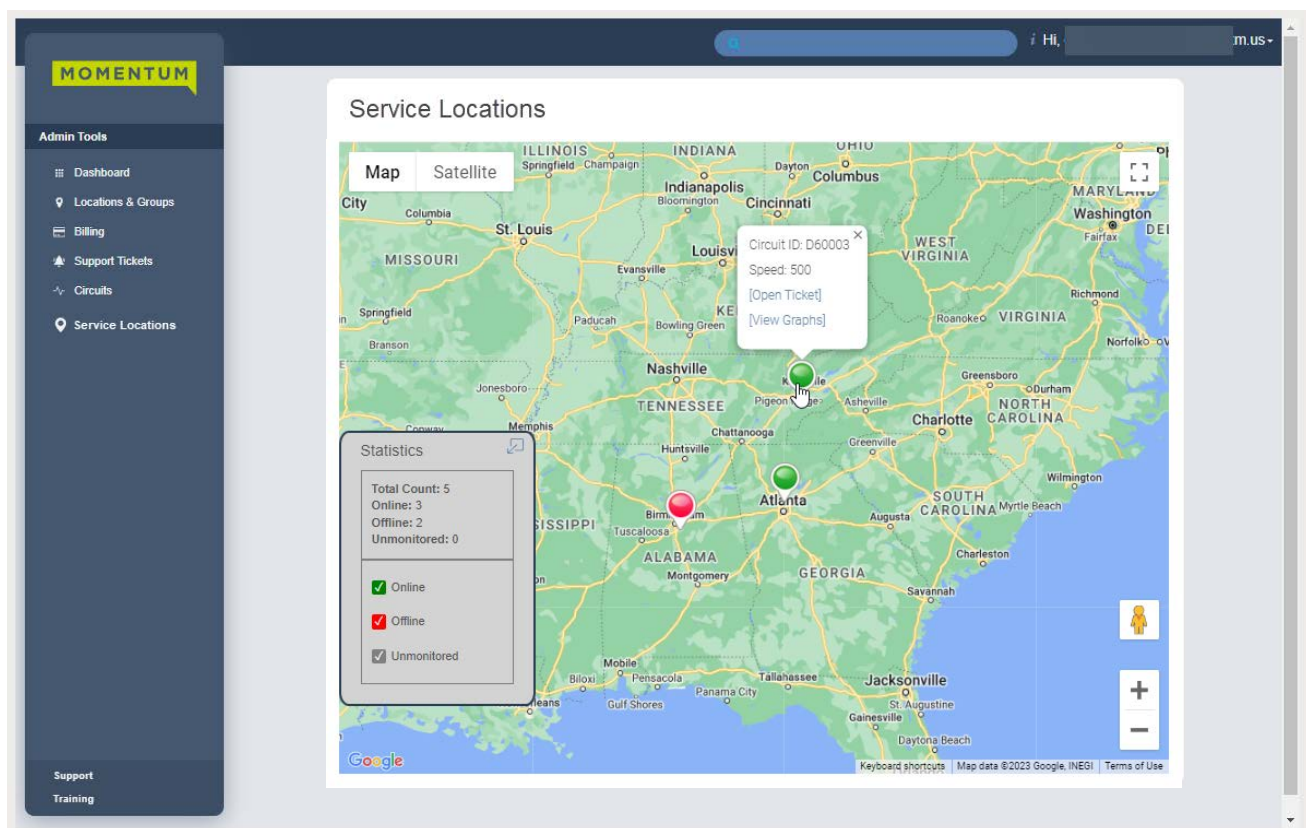 Hi,
m.us
MOMENTUM
Admin Tools
Dashboard
Locations & Groups
Billing
Support Tickets
Circuits
Service Locations
Support
Training
Service Locations
Map
Satellite
ILLINOIS
INDIANA
OHIO
Springfield
Champaign
Dayton
Columbus
Indianapolis
MARYLAND
City
Columbia
Bloomington
Cincinnati
Washington
St. Louis
Fairfax
DEL
MISSOURI
Evansville
WEST
VIRGINIA
Circuit ID: D60003
Speed: 500
[Open Ticket]
[View Graphs]
Richmond
Springfield
Paducah
Bowling Green
KE
Roanoke
VIRGINIA
Norfolk
Branson
Nashville
Greensboro
Durham
Jonesboro
TENNESSEE
Pigeon
Asheville
NORTH
CAROLINA
Charlotte
Conway
Memphis
Chattanooga
Greenville
Huntsville
Wilmington
Atlanta
SOUTH
CAROLINA
Myrtle Beach
Augusta
SISSIPPI
Tuscaloosa
ALABAMA
Charleston
Montgomery
GEORGIA
Savannah
Mobile
Biloxi
Pensacola
Tallahassee
Jacksonville
Gulf Shores
Panama City
St. Augustine
Gainesville
Daytona Beach
Statistics
Total Count: 5
Online: 3
Offline: 2
Unmonitored: 0
Online
Offline
Unmonitored
Google
Keyboard shortcuts
Map data ©2023 Google, INEGI
Terms of Use